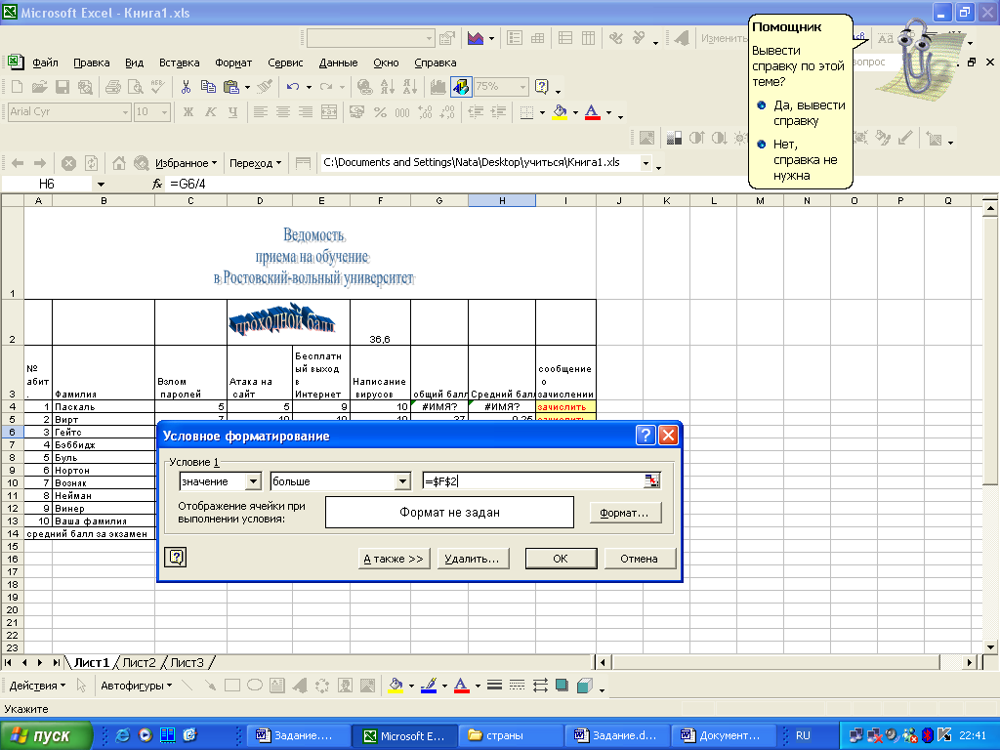 Microsoft Excel - Книга1.xls
Помощник
Вывести
справку по этой
теме?
Да, вывести
справку
Нет,
справка не
нужна
Изменить
вопрос
Файл Правка Вид Вставка Формат Сервис Данные Окно Справка
75%
Arial Cyr 10 Ж К Ч % 000
Избранное Переход C:\Documents and Settings\Nata\Desktop\учиться\Книга1.xls
H6 fx =G6/4
A B C D E F G H I J K L M N O P Q
Ведомость
приема на обучение
в Ростовский-вольный университет
1
проходной балл
2 36,6
3 № абит. Фамилия Взлом паролей Атака на сайт Бесплатный выход в Интернет Написание вирусов общий балл Средний балл сообщение о зачислении
4 1 Паскаль 5 5 9 10 #ИМЯ? #ИМЯ? зачислить
5 2 Вирт 7 10 10 10 37 9,25 зачислить
6 3 Гейтс
7 4 Бэббидж
8 5 Буль
9 6 Нортон
10 7 Возняк
11 8 Нейман
12 9 Винер
13 10 Ваша фамилия
14 средний балл за экзамен
15
16
17
18
19
20
21
22
23
Условное форматирование
Условие 1
значение больше =$F$2
Отображение ячейки при
выполнении условия:
Формат не задан
Формат...
А также >> Удалить... ОК Отмена
Лист1 Лист2 Лист3
Действия Автофигуры
Укажите
пуск Задание.... Microsoft E... страны Задание.d... Документ... RU 22:41